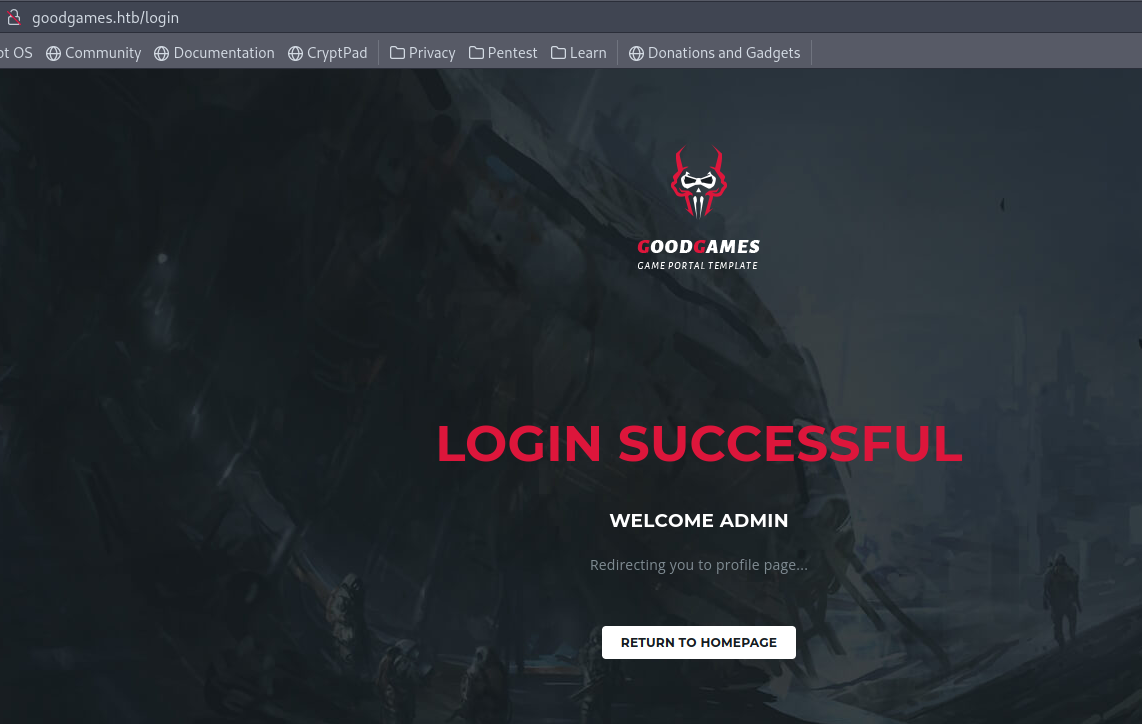 goodgames.htb/login
ot OS Community Documentation CryptPad Privacy Pentest Learn Donations and Gadgets
GOODGAMES
GAME PORTAL TEMPLATE
LOGIN SUCCESSFUL
WELCOME ADMIN
Redirecting you to profile page...
RETURN TO HOMEPAGE